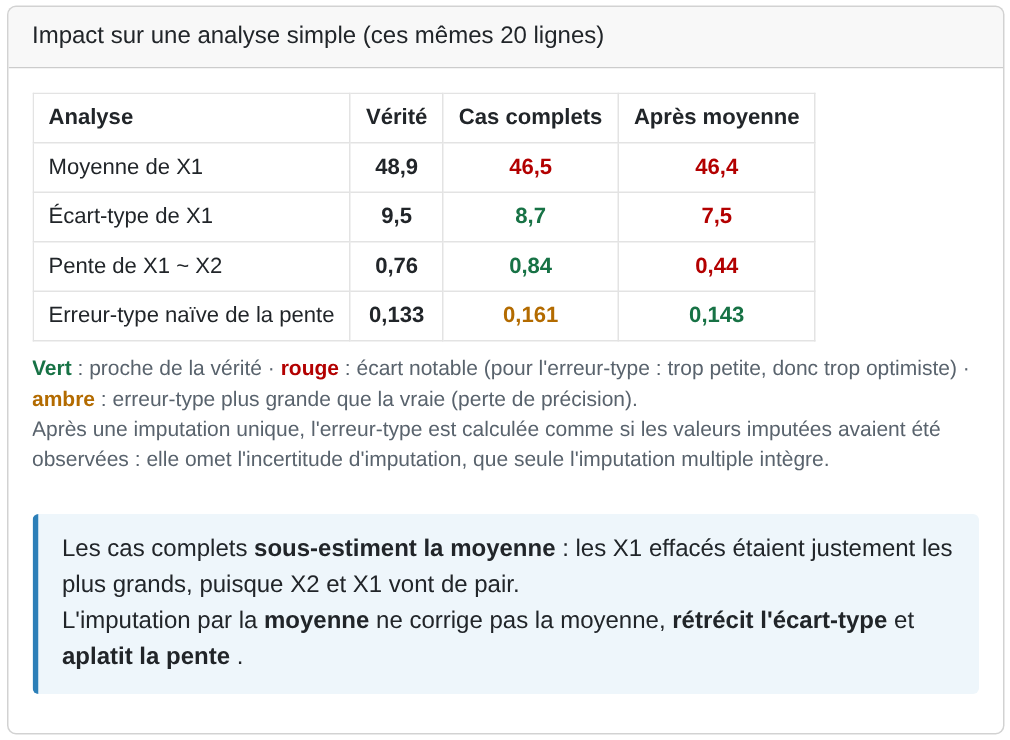 Impact sur une analyse simple (ces mêmes 20 lignes)
Analyse Vérité Cas complets Après moyenne
Moyenne de X1 48,9 46,5 46,4
Écart-type de X1 9,5 8,7 7,5
Pente de X1 ~ X2 0,76 0,84 0,44
Erreur-type naïve de la pente 0,133 0,161 0,143
Vert : proche de la vérité · rouge : écart notable (pour l'erreur-type : trop petite, donc trop optimiste) ·
ambre : erreur-type plus grande que la vraie (perte de précision).
Après une imputation unique, l'erreur-type est calculée comme si les valeurs imputées avaient été
observées : elle omet l'incertitude d'imputation, que seule l'imputation multiple intègre.
Les cas complets sous-estiment la moyenne : les X1 effacés étaient justement les
plus grands, puisque X2 et X1 vont de pair.
L'imputation par la moyenne ne corrige pas la moyenne, rétrécit l'écart-type et
aplatit la pente .